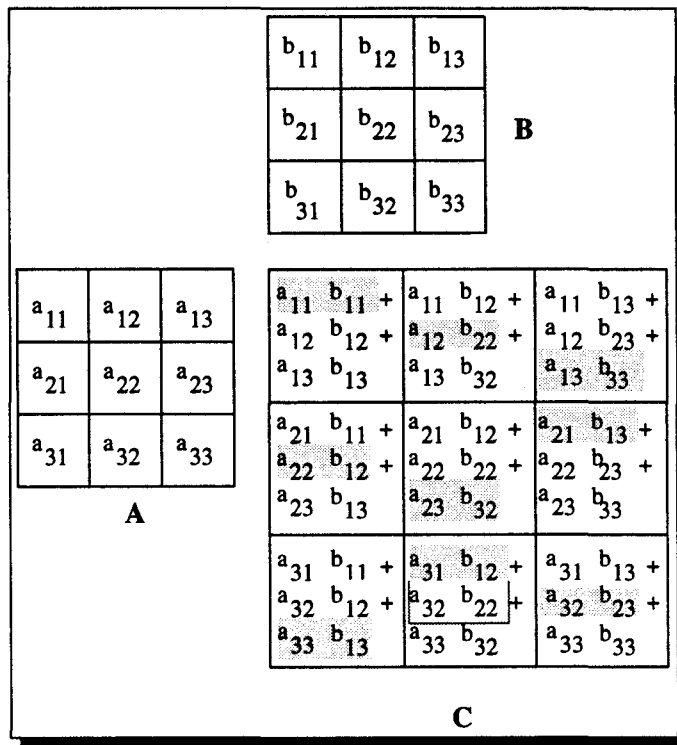 b11 b12 b13
b21 b22 b23
B
b31 b32 b33
a11 a12 a13
a21 a22 a23
a31 a32 a33
A
a11 b11 + a11 b12 + a11 b13 +
a12 b12 + a12 b22 + a12 b23 +
a13 b13 a13 b32 a13 b33
a21 b11 + a21 b12 + a21 b13 +
a22 b12 + a22 b22 + a22 b23 +
a23 b13 a23 b32 a23 b33
a31 b11 + a31 b12 + a31 b13 +
a32 b12 + a32 b22 + a32 b23 +
a33 b13 a33 b32 a33 b33
C